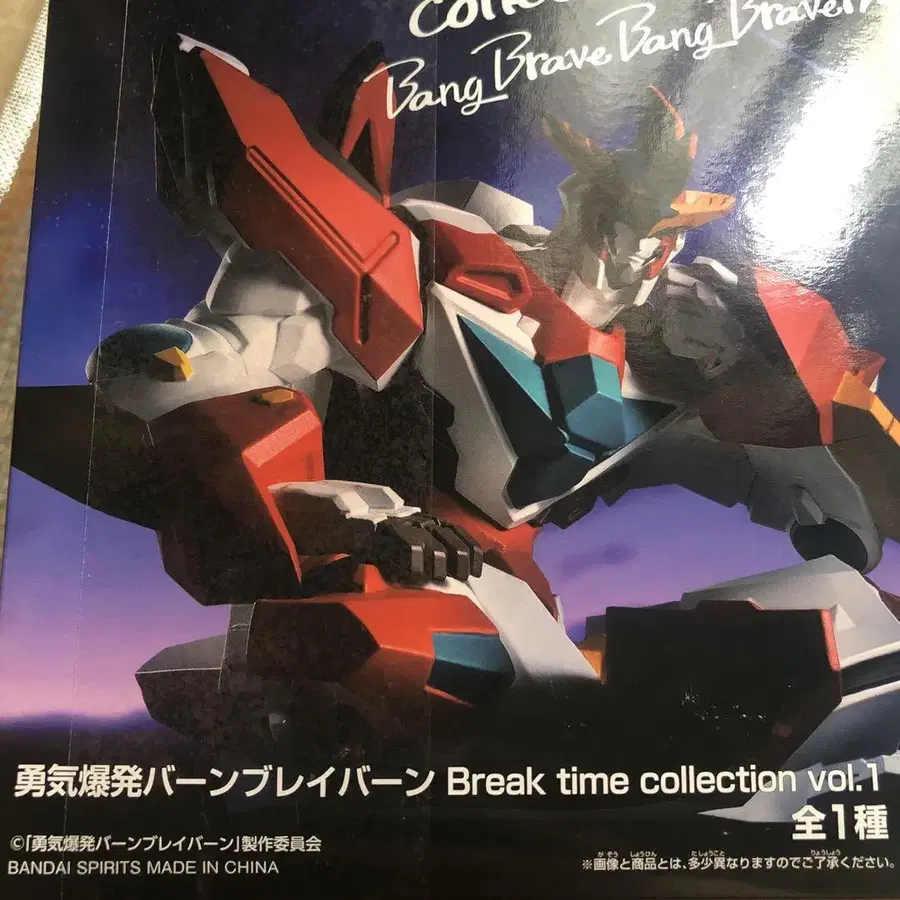 Bang Brave Bang Bravern
勇気爆発バーンブレイバーン Break time collection vol.1
全1種
©「勇気爆発バーンブレイバーン」製作委員会
BANDAI SPIRITS MADE IN CHINA
※画像と商品とは、多少異なりますのでご了承ください。